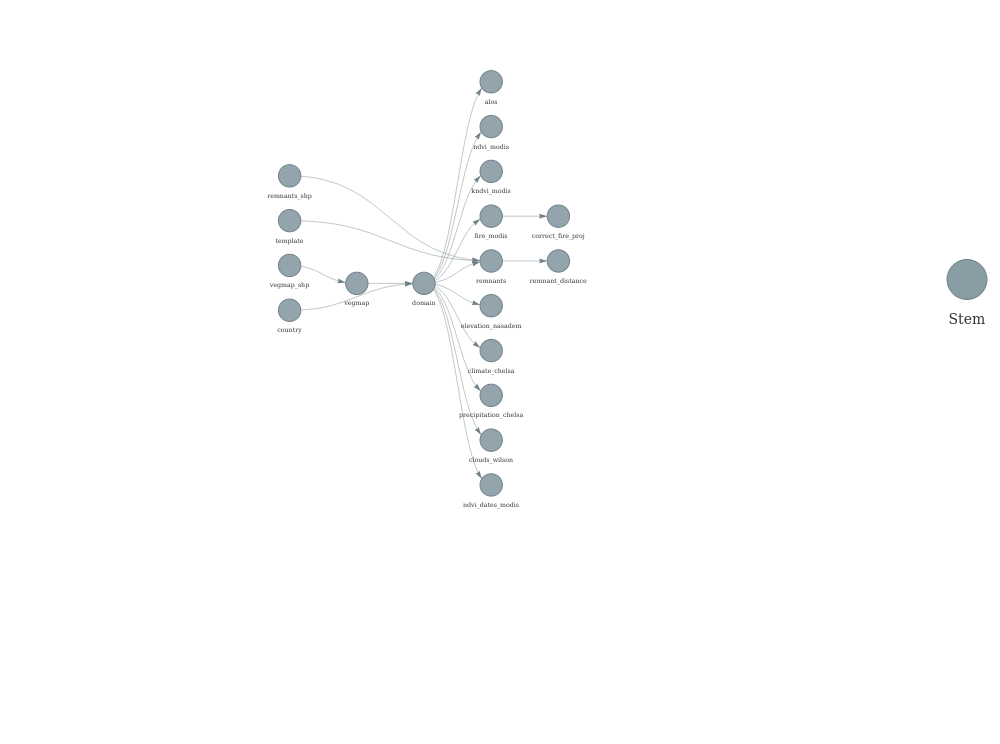 alos
ndvi_modis
kndvi_modis
remnants_shp
fire_modis
correct_fire_proj
template
remnants
remnant_distance
vegmap_shp
vegmap
domain
country
elevation_nasadem
climate_chelsa
precipitation_chelsa
clouds_wilson
ndvi_dates_modis
Stem